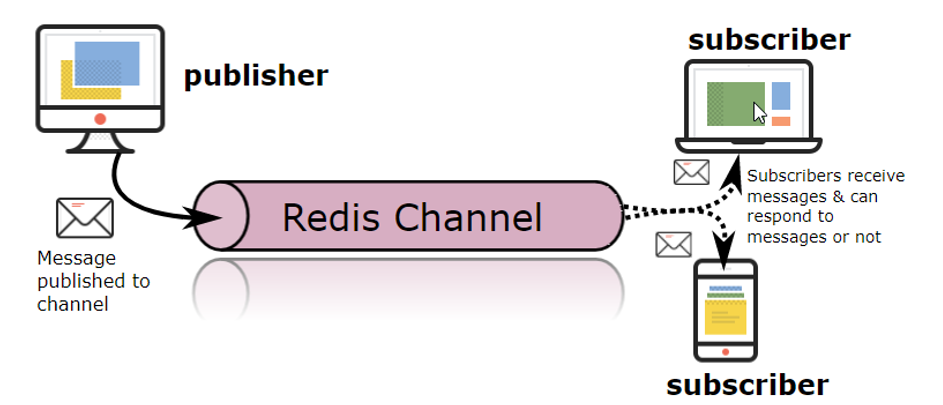 publisher
subscriber
Redis Channel
Message
published to
channel
Subscribers receive
messages & can
respond to
messages or not
subscriber